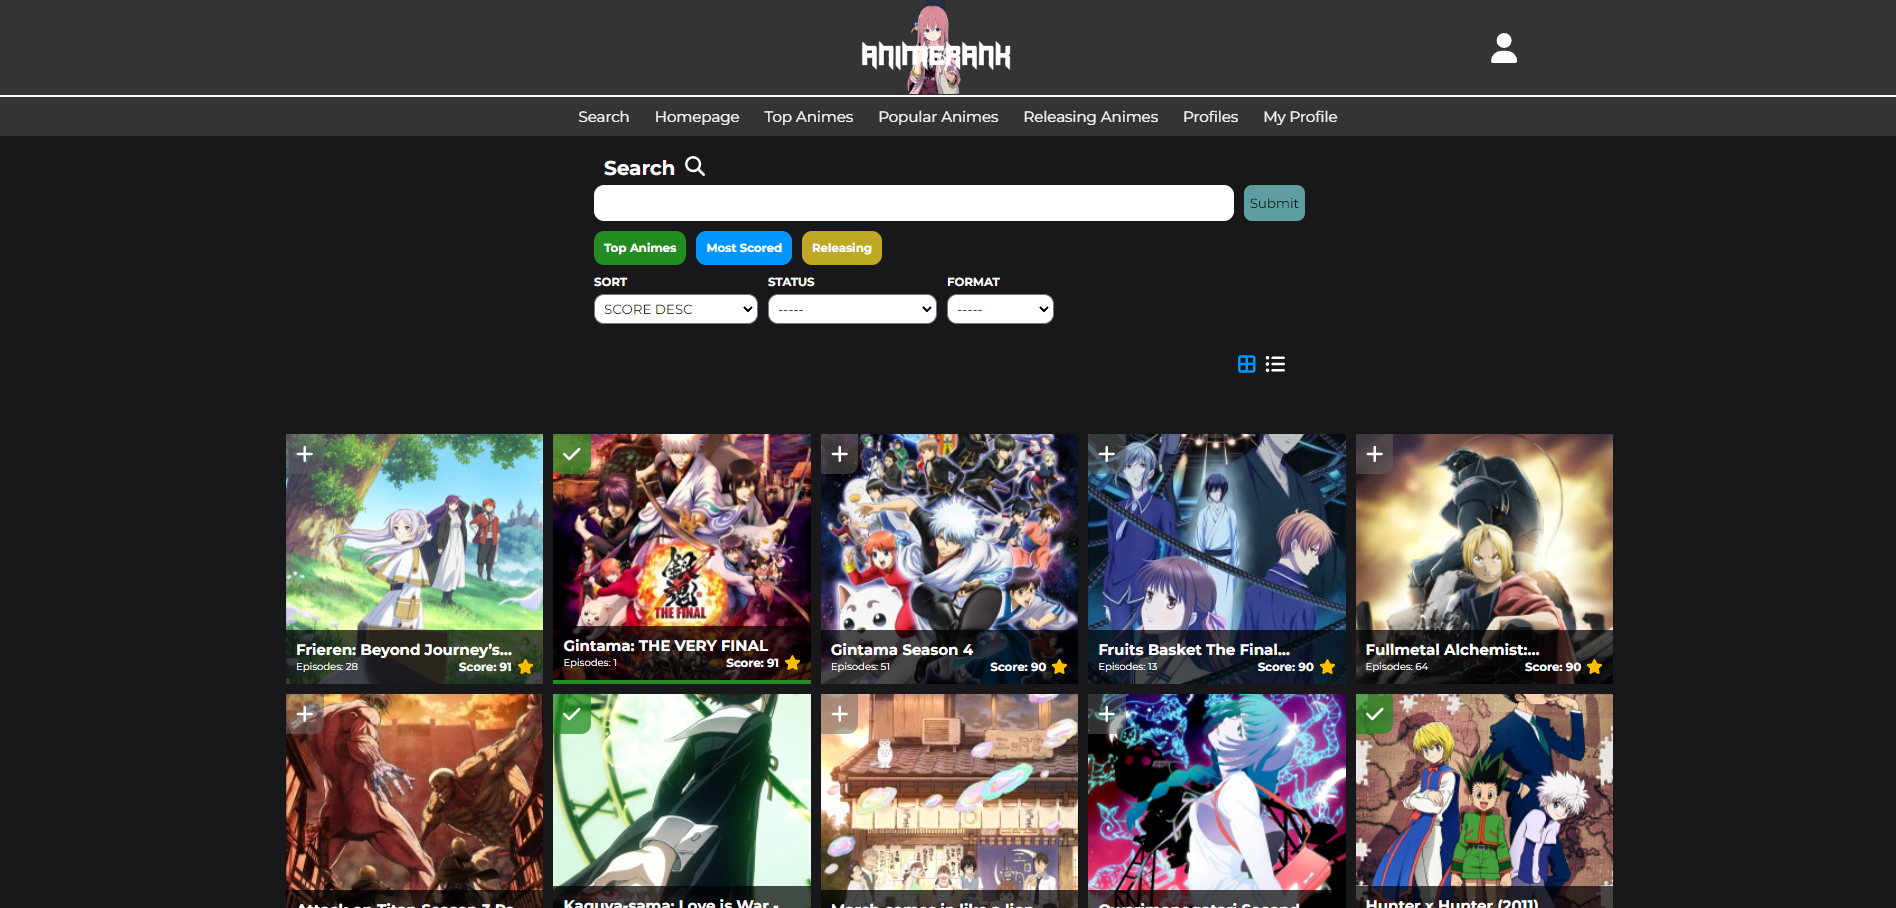 ANIMERANK
Search Homepage Top Animes Popular Animes Releasing Animes Profiles My Profile
Search
Submit
Top Animes Most Scored Releasing
SORT STATUS FORMAT
SCORE DESC ----- -----
THE FINAL
Frieren: Beyond Journey's...
Episodes: 28 Score: 91
Gintama: THE VERY FINAL
Episodes: 1 Score: 91
Gintama Season 4
Episodes: 51 Score: 90
Fruits Basket The Final...
Episodes: 13 Score: 90
Fullmetal Alchemist:...
Episodes: 64 Score: 90
Attack on Titan Season 3 Pa...
Kaguya-sama: Love is War -
March comes in like a lion
Owarimonogatari Second
Hunter x Hunter (2011)